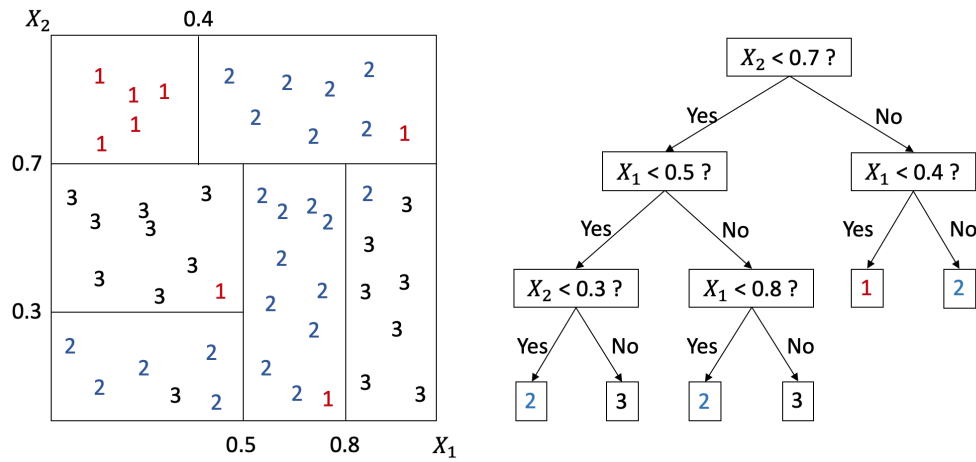 X₂ 0.4
1 1 1 1 1
2 2 2 2 2 2 2 1
0.7
3 3 3 3 3 3 3 3 1
2 2 2 2 2 2 2 2 2 2 1
2 3 3 3 3 3 3 3
0.3
2 2 2 2 3 2
0.5 0.8 X₁
X₂ < 0.7 ?
Yes No
X₁ < 0.5 ? X₁ < 0.4 ?
Yes No Yes No
X₂ < 0.3 ? X₁ < 0.8 ? 1 2
Yes No Yes No
2 3 2 3